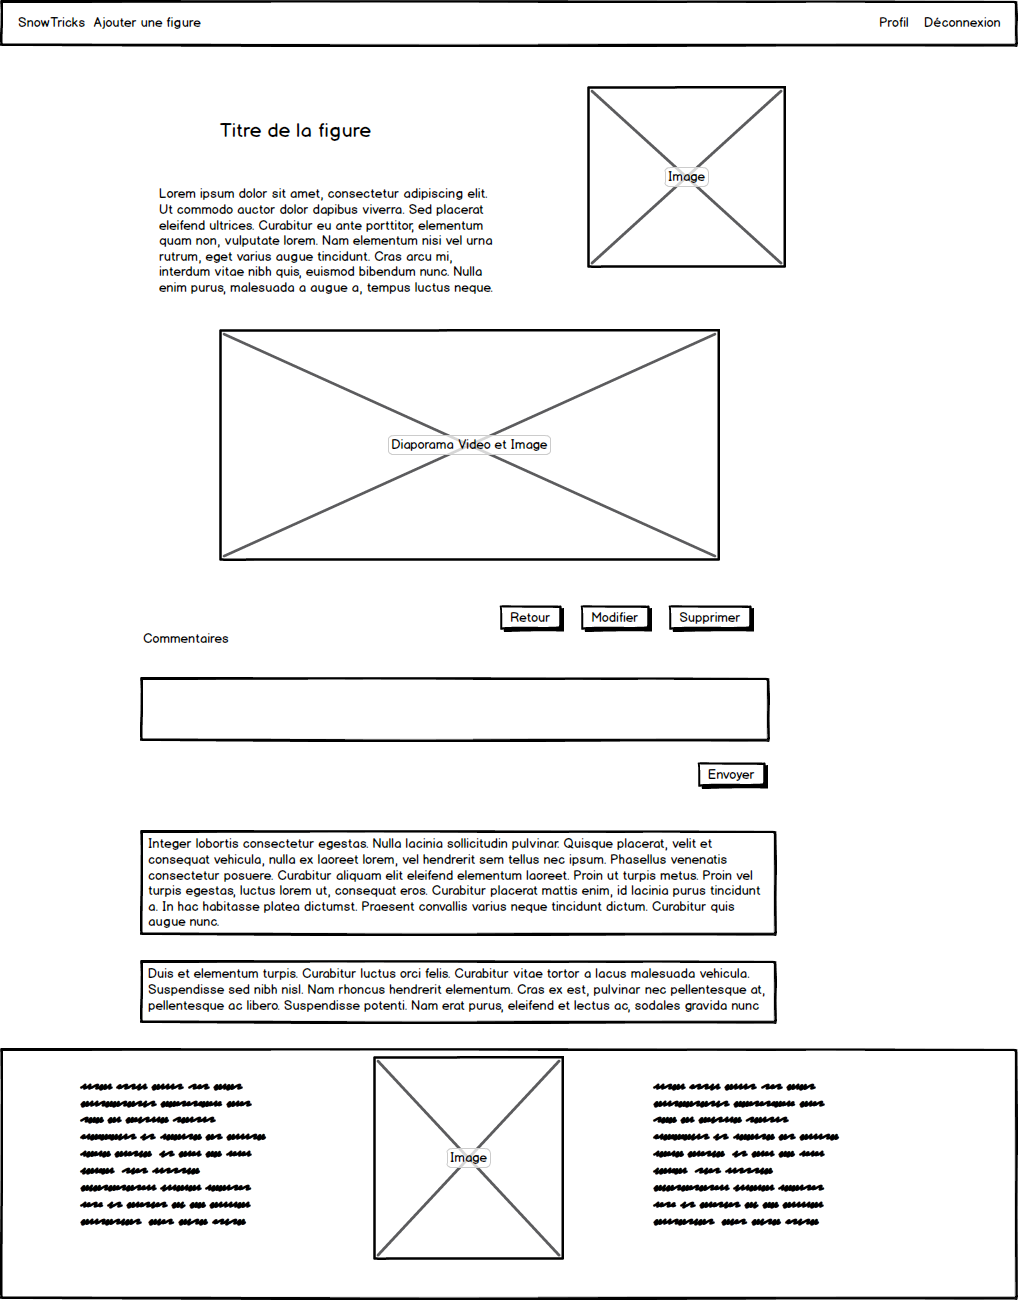 SnowTricks Ajouter une figure Profil Déconnexion
Titre de la figure
Image
Lorem ipsum dolor sit amet, consectetur adipiscing elit.
Ut commodo auctor dolor dapibus viverra. Sed placerat
eleifend ultrices. Curabitur eu ante porttitor, elementum
quam non, vulputate lorem. Nam elementum nisi vel urna
rutrum, eget varius augue tincidunt. Cras arcu mi,
interdum vitae nibh quis, euismod bibendum nunc. Nulla
enim purus, malesuada a augue a, tempus luctus neque.
Diaporama Video et Image
Retour Modifier Supprimer
Commentaires
Envoyer
Integer lobortis consectetur egestas. Nulla lacinia sollicitudin pulvinar. Quisque placerat, velit et
consequat vehicula, nulla ex laoreet lorem, vel hendrerit sem tellus nec ipsum. Phasellus venenatis
consectetur posuere. Curabitur aliquam elit eleifend elementum laoreet. Proin ut turpis metus. Proin vel
turpis egestas, luctus lorem ut, consequat eros. Curabitur placerat mattis enim, id lacinia purus tincidunt
a. In hac habitasse platea dictumst. Praesent convallis varius neque tincidunt dictum. Curabitur quis
augue nunc.
Duis et elementum turpis. Curabitur luctus orci felis. Curabitur vitae tortor a lacus malesuada vehicula.
Suspendisse sed nibh nisl. Nam rhoncus hendrerit elementum. Cras ex est, pulvinar nec pellentesque at,
pellentesque ac libero. Suspendisse potenti. Nam erat purus, eleifend et lectus ac, sodales gravida nunc
Image